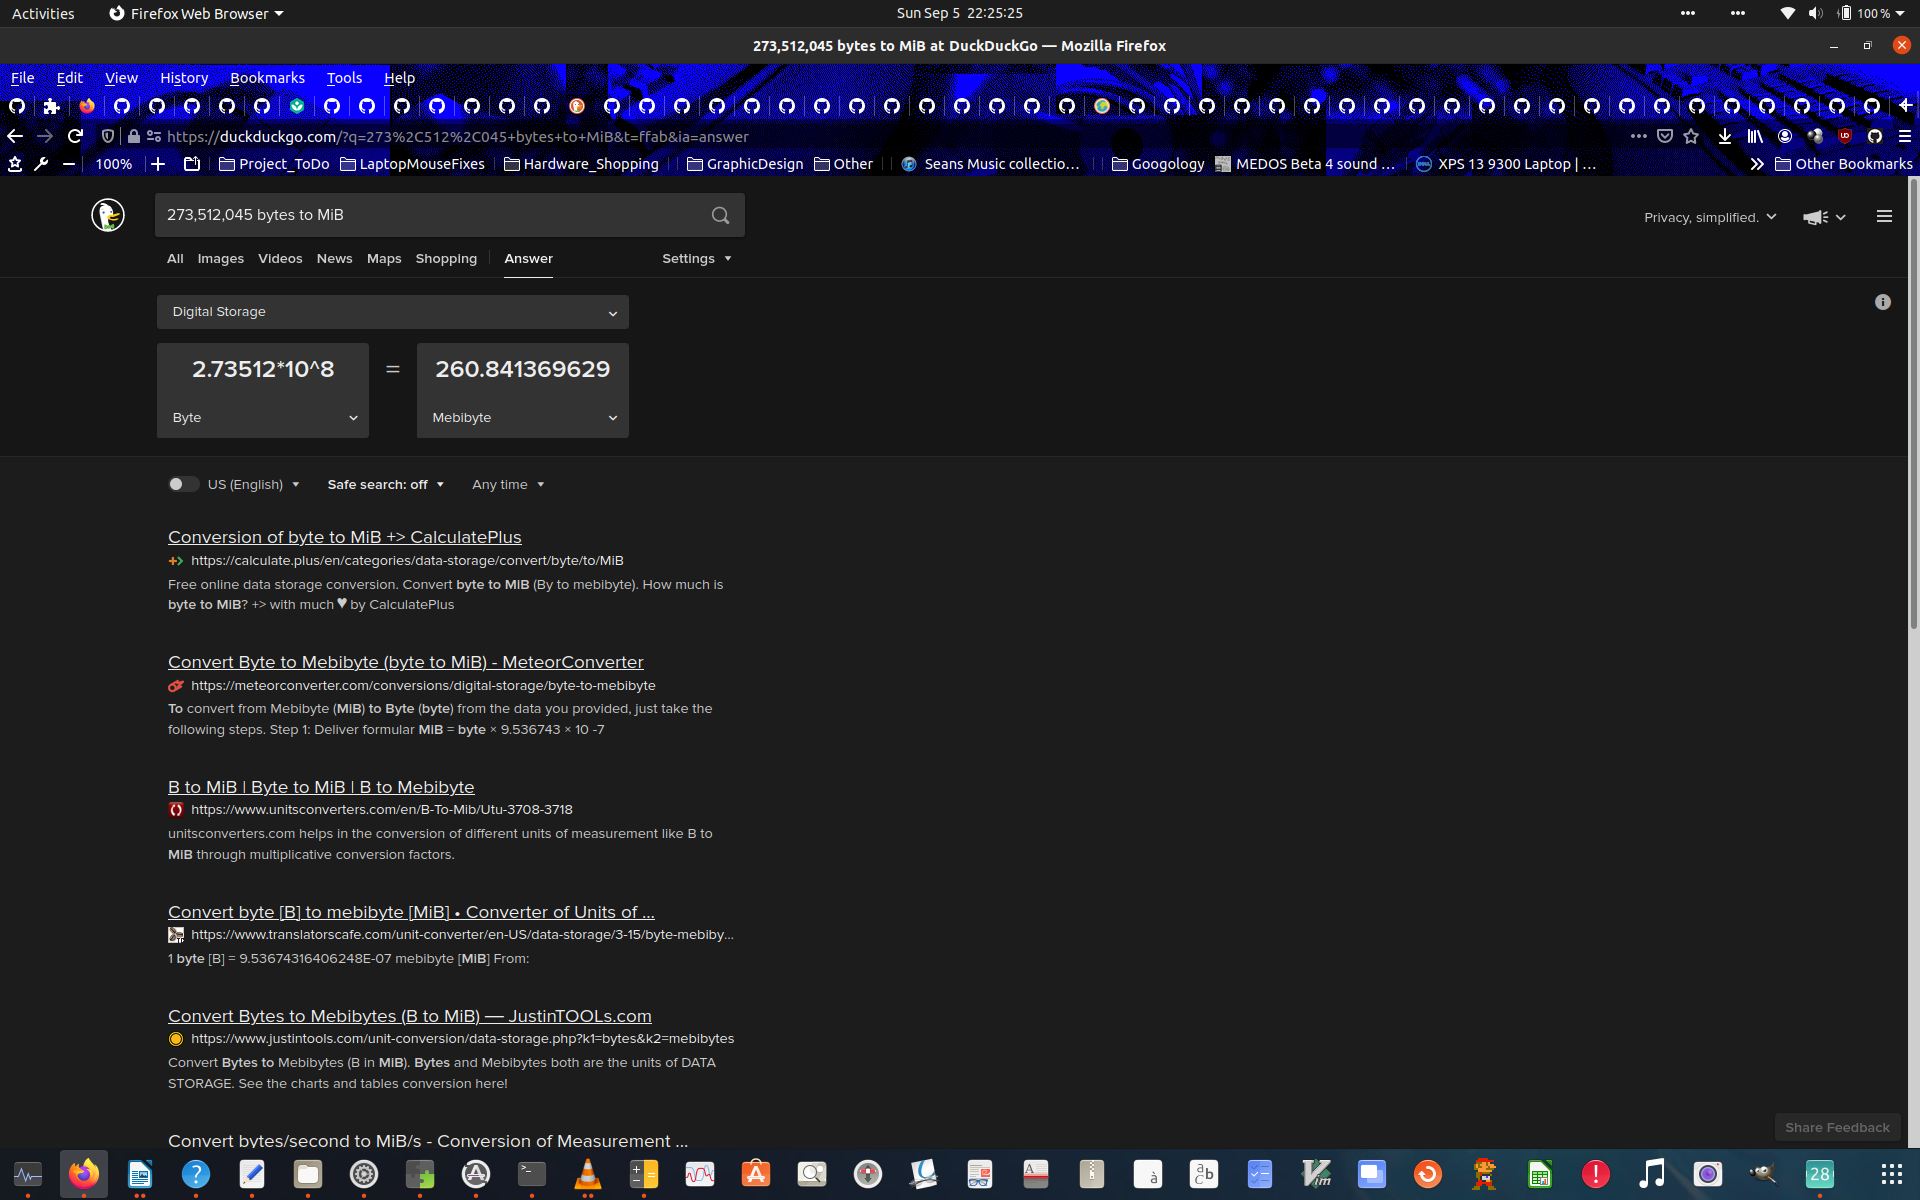 Activities Firefox Web Browser Sun Sep 5 22:25:25 100 %
273,512,045 bytes to MiB at DuckDuckGo — Mozilla Firefox
File Edit View History Bookmarks Tools Help
https://duckduckgo.com/?q=273%2C512%2C045+bytes+to+MiB&t=ffab&ia=answer
100% Project_ToDo LaptopMouseFixes Hardware_Shopping GraphicDesign Other Seans Music collectio… Googology MEDOS Beta 4 sound … XPS 13 9300 Laptop | … Other Bookmarks
273,512,045 bytes to MiB
Privacy, simplified.
All Images Videos News Maps Shopping Answer Settings
Digital Storage
2.73512*10^8 = 260.841369629
Byte Mebibyte
US (English) Safe search: off Any time
Conversion of byte to MiB +> CalculatePlus
https://calculate.plus/en/categories/data-storage/convert/byte/to/MiB
Free online data storage conversion. Convert byte to MiB (By to mebibyte). How much is
byte to MiB? +> with much ♥ by CalculatePlus
Convert Byte to Mebibyte (byte to MiB) - MeteorConverter
https://meteorconverter.com/conversions/digital-storage/byte-to-mebibyte
To convert from Mebibyte (MiB) to Byte (byte) from the data you provided, just take the
following steps. Step 1: Deliver formular MiB = byte × 9.536743 × 10 -7
B to MiB | Byte to MiB | B to Mebibyte
https://www.unitsconverters.com/en/B-To-Mib/Utu-3708-3718
unitsconverters.com helps in the conversion of different units of measurement like B to
MiB through multiplicative conversion factors.
Convert byte [B] to mebibyte [MiB] • Converter of Units of ...
https://www.translatorscafe.com/unit-converter/en-US/data-storage/3-15/byte-mebiby...
1 byte [B] = 9.53674316406248E-07 mebibyte [MiB] From:
Convert Bytes to Mebibytes (B to MiB) — JustinTOOLs.com
https://www.justintools.com/unit-conversion/data-storage.php?k1=bytes&k2=mebibytes
Convert Bytes to Mebibytes (B in MiB). Bytes and Mebibytes both are the units of DATA
STORAGE. See the charts and tables conversion here!
Share Feedback
Convert bytes/second to MiB/s - Conversion of Measurement ...
28